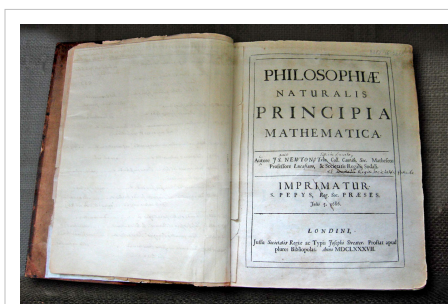 PHILOSOPHIÆ
NATURALIS
PRINCIPIA
MATHEMATICA.
Autore J S. NEWTON, Trin. Coll. Cantab. Soc. Matheseos
Professore Lucasiano, & Societatis Regalis Sodali.
IMPRIMATUR.
S. PEPYS, Reg. Soc. PRÆSES.
Julii 5. 1686.
LONDINI,
Jussu Societatis Regiæ ac Typis Josephi Streater. Prostat apud
plures Bibliopolas. Anno MDCLXXXVII.